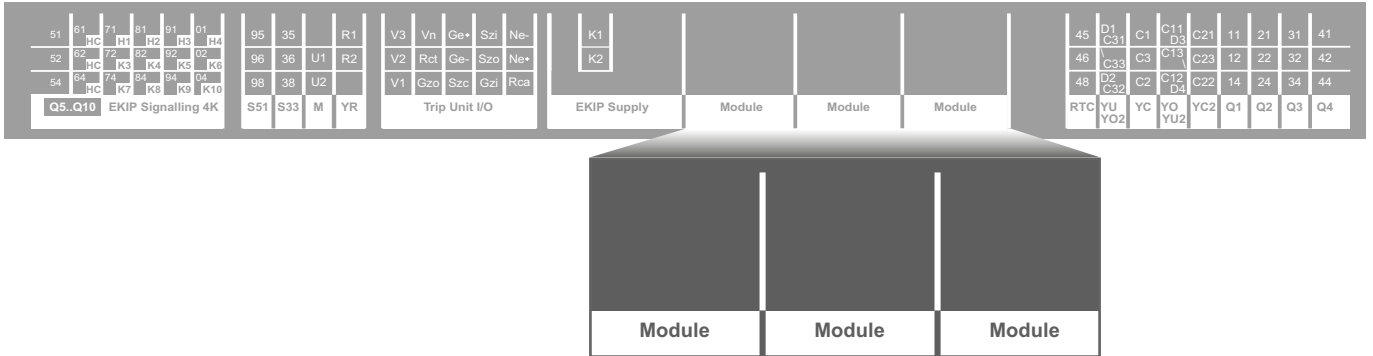 51 61 71 81 91 01
HC H1 H2 H3 H4
52 62 72 82 92 02
HC K3 K4 K5 K6
54 64 74 84 94 04
HC K7 K8 K9 K10
Q5..Q10 EKIP Signalling 4K
95 35 R1
96 36 U1 R2
98 38 U2
S51 S33 M YR
V3 Vn Ge+ Szi Ne-
V2 Rct Ge- Szo Ne+
V1 Gzo Szc Gzi Rca
Trip Unit I/O
K1
K2
EKIP Supply
Module Module Module
45 D1 C31 C1 C11 D3 C21 11 21 31 41
46 \ C33 C3 C13 \ C23 12 22 32 42
48 D2 C32 C2 C12 D4 C22 14 24 34 44
RTC YU YC YO YC2 Q1 Q2 Q3 Q4
YO2 YU2
Module Module Module